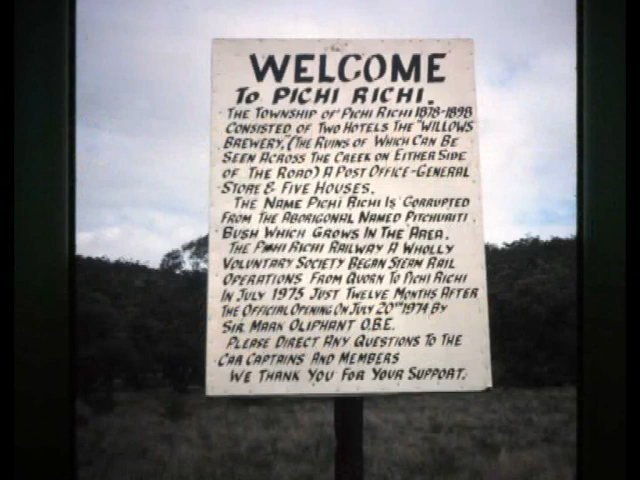 WELCOME
TO PICHI RICHI.
THE TOWNSHIP OF PICHI RICHI 1878-1898
CONSISTED OF TWO HOTELS THE "WILLOWS
BREWERY," (THE RUINS OF WHICH CAN BE
SEEN ACROSS THE CREEK ON EITHER SIDE
OF THE ROAD) A POST OFFICE-GENERAL
STORE & FIVE HOUSES.
THE NAME PICHI RICHI IS CORRUPTED
FROM THE ABORIGONAL NAMED PITCHURITI
BUSH WHICH GROWS IN THE AREA.
THE PICHI RICHI RAILWAY A WHOLLY
VOLUNTARY SOCIETY BEGAN STEAM RAIL
OPERATIONS FROM QUORN TO PICHI RICHI
IN JULY 1975 JUST TWELVE MONTHS AFTER
THE OFFICIAL OPENING ON JULY 20TH 1974 BY
SIR MARK OLIPHANT O.B.E.
PLEASE DIRECT ANY QUESTIONS TO THE
CAR CAPTAINS AND MEMBERS
WE THANK YOU FOR YOUR SUPPORT.